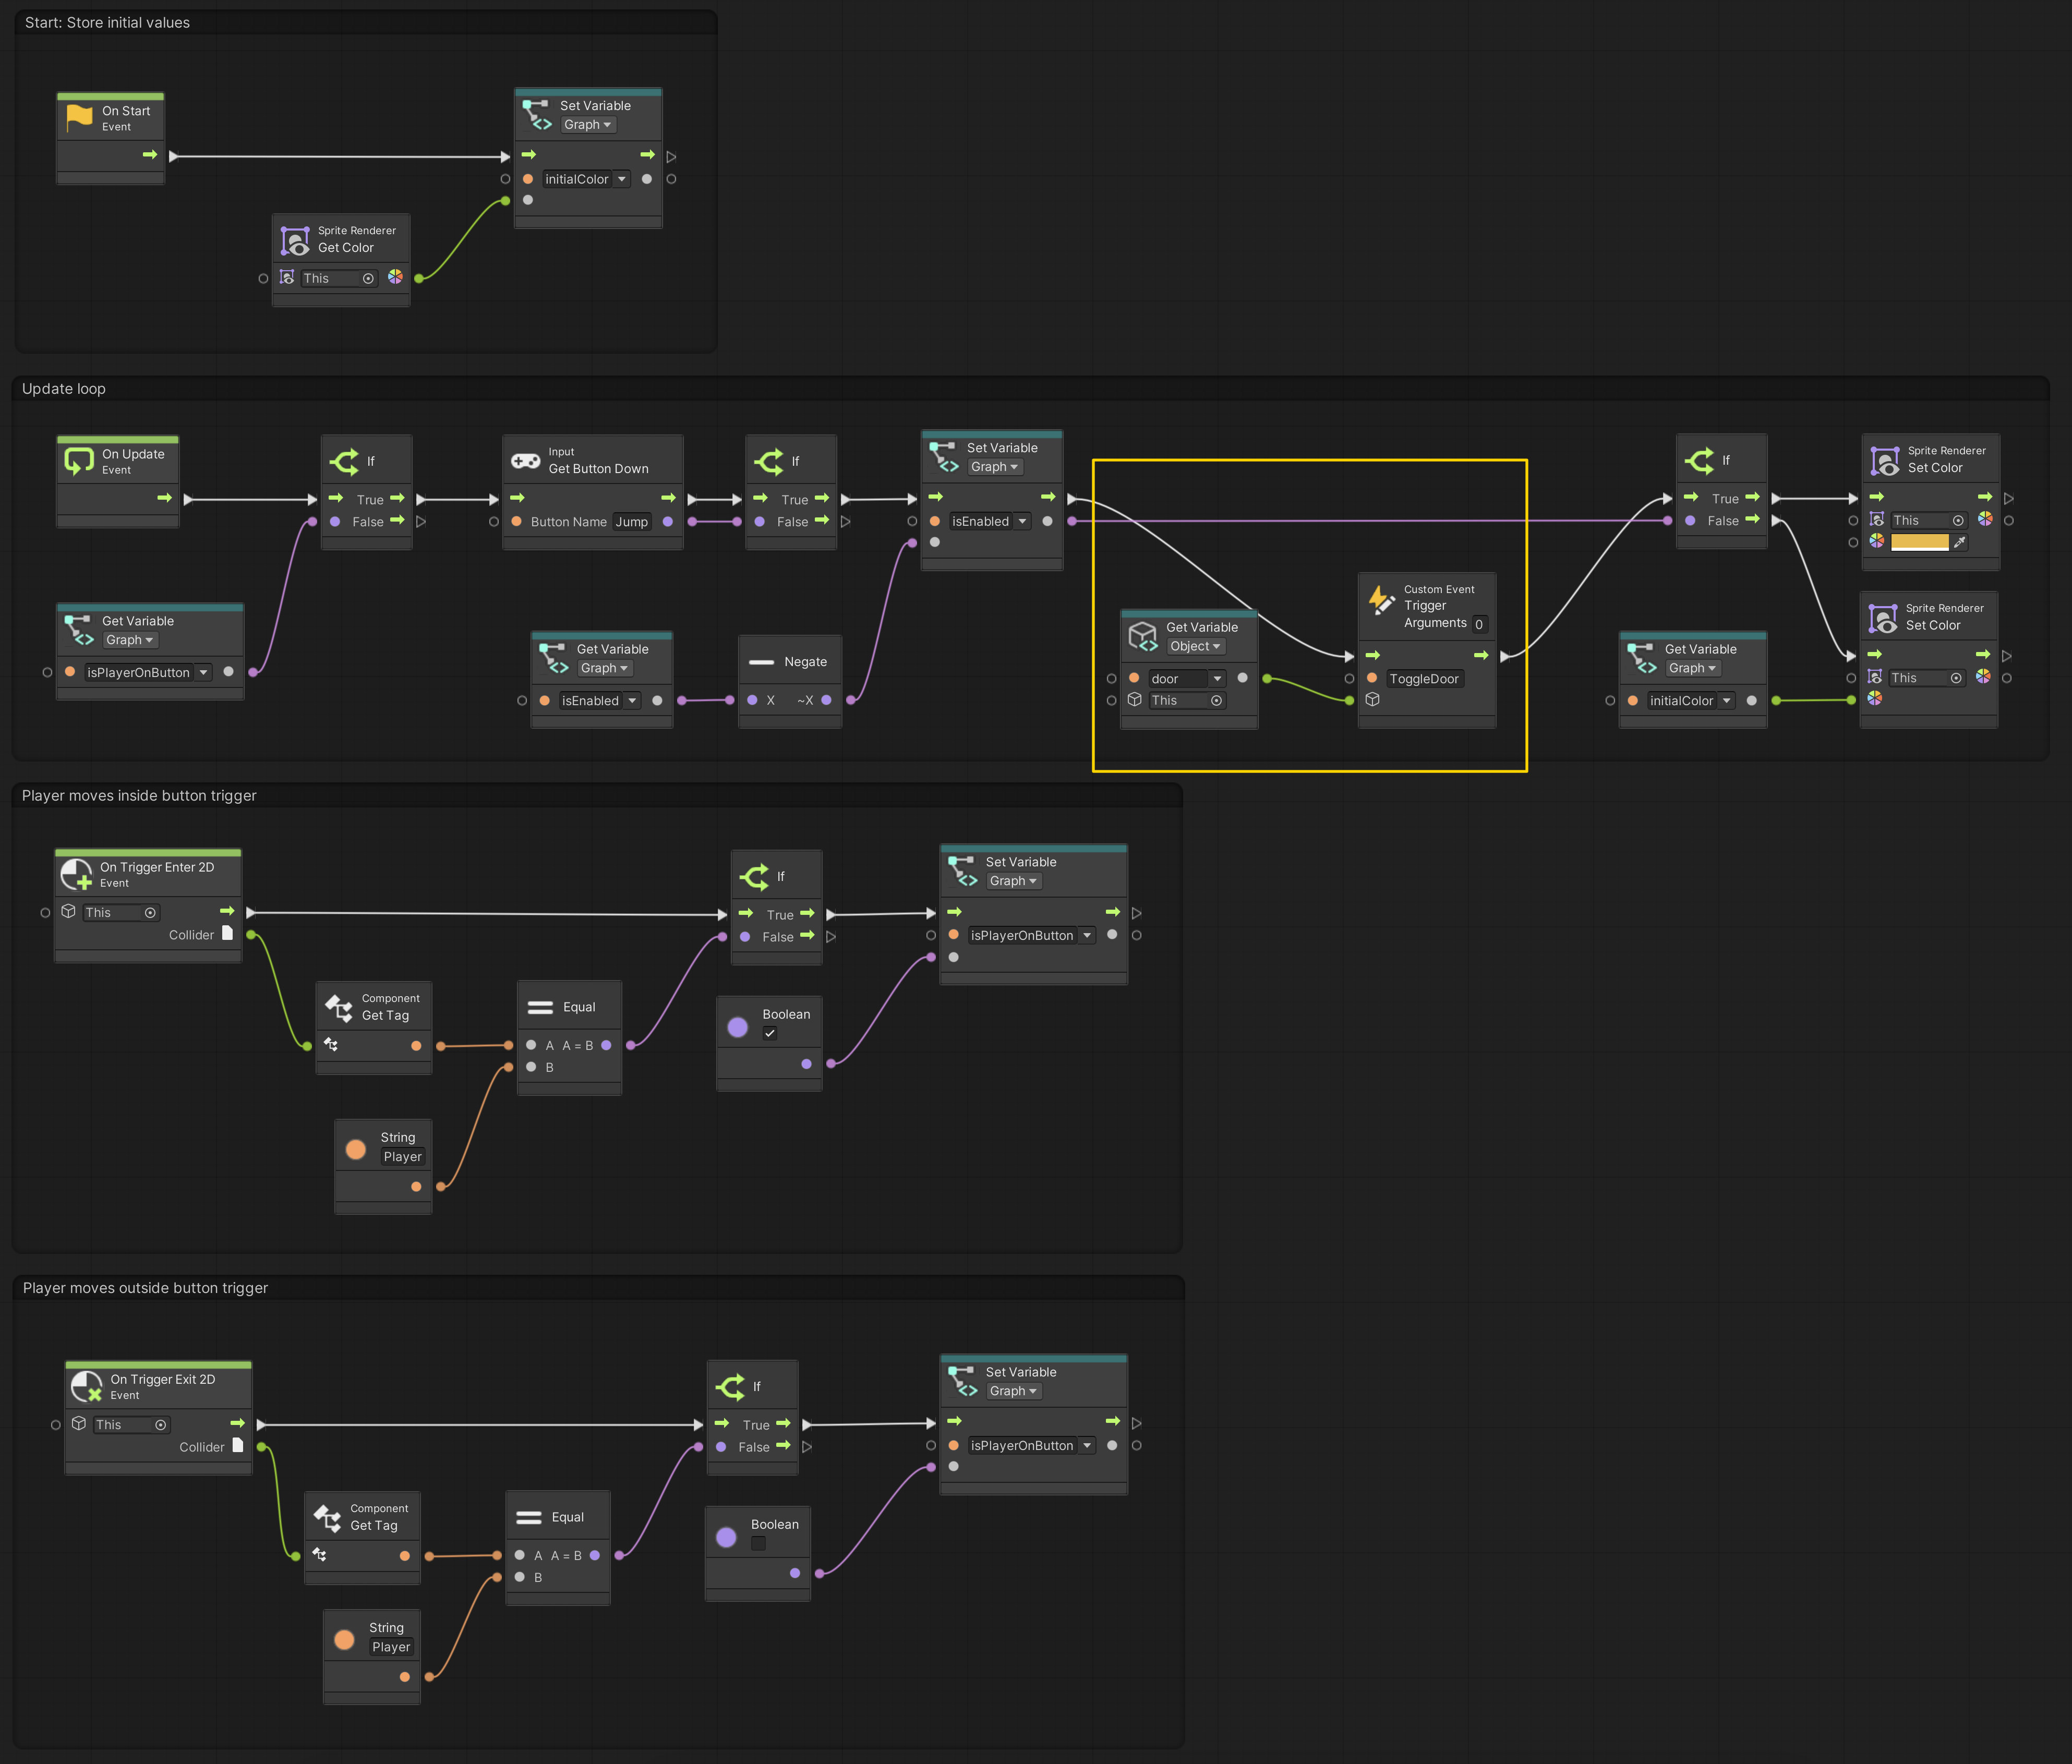 Start: Store initial values
On Start
Event
Set Variable
Graph
initialColor
Sprite Renderer
Get Color
This
Update loop
On Update
Event
If
True
False
Input
Get Button Down
Button Name Jump
If
True
False
Set Variable
Graph
isEnabled
Get Variable
Graph
isPlayerOnButton
Get Variable
Graph
isEnabled
Negate
X ~X
Get Variable
Object
door
This
Custom Event
Trigger
Arguments 0
ToggleDoor
If
True
False
Sprite Renderer
Set Color
This
Get Variable
Graph
initialColor
Sprite Renderer
Set Color
This
Player moves inside button trigger
On Trigger Enter 2D
Event
This
Collider
If
True
False
Set Variable
Graph
isPlayerOnButton
Component
Get Tag
Equal
A A = B
B
Boolean
String
Player
Player moves outside button trigger
On Trigger Exit 2D
Event
This
Collider
If
True
False
Set Variable
Graph
isPlayerOnButton
Component
Get Tag
Equal
A A = B
B
Boolean
String
Player